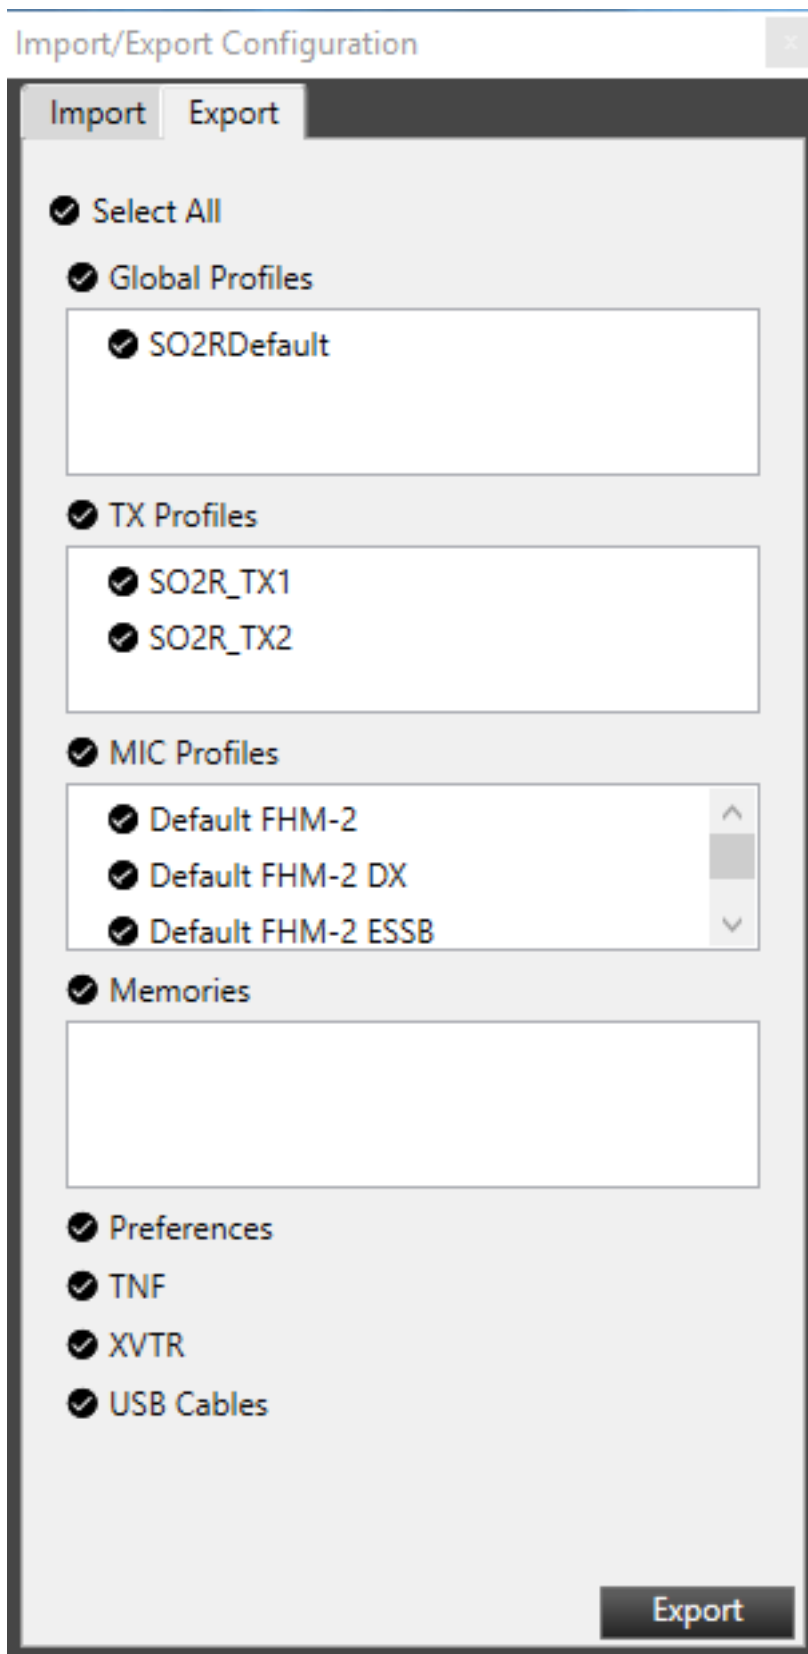 Import/Export Configuration
x
Import Export
Select All
Global Profiles
SO2RDefault
TX Profiles
SO2R_TX1
SO2R_TX2
MIC Profiles
Default FHM-2
Default FHM-2 DX
Default FHM-2 ESSB
Memories
Preferences
TNF
XVTR
USB Cables
Export